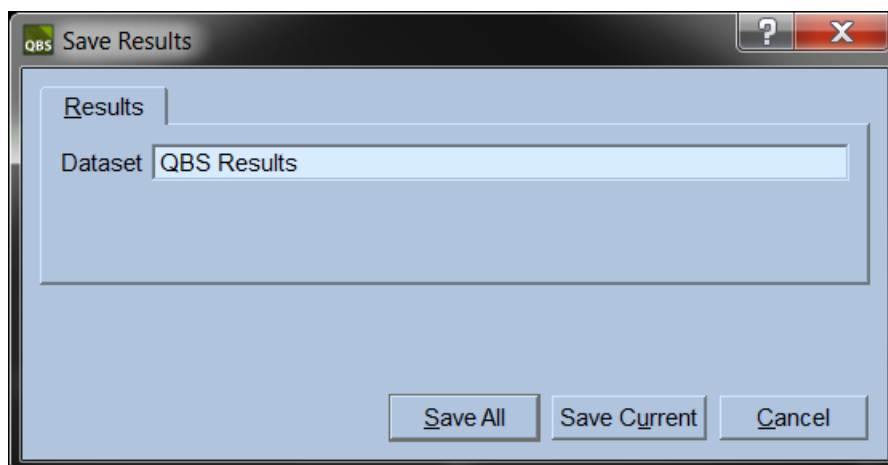 QBS Save Results
?
X
Results
Dataset QBS Results
Save All Save Current Cancel